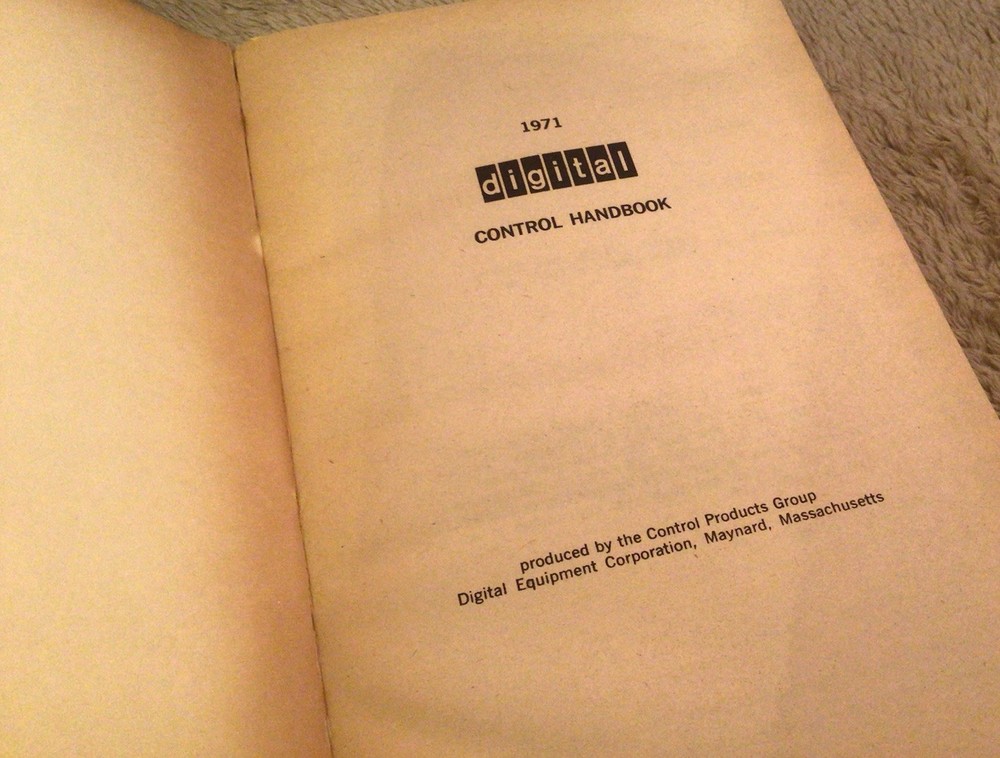 1971
digital
CONTROL HANDBOOK
produced by the Control Products Group
Digital Equipment Corporation, Maynard, Massachusetts